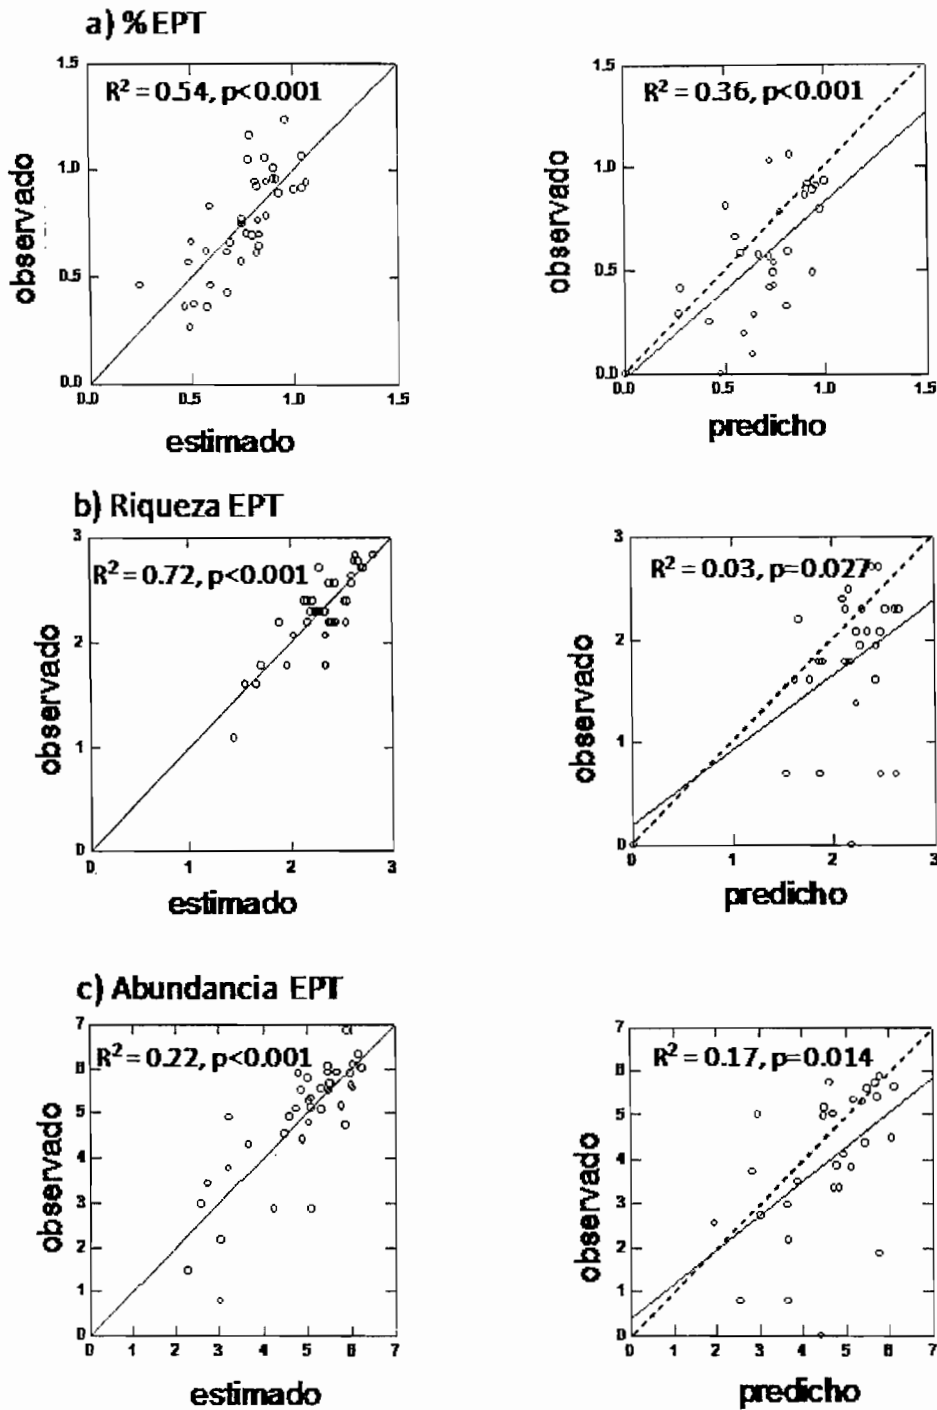 a) %EPT
R² = 0.54, p<0.001
observado
1.5
1.0
0.5
0.0
0.0 0.5 1.0 1.5
estimado
R² = 0.36, p<0.001
observado
1.5
1.0
0.5
0.0
0.0 0.5 1.0 1.5
predicho
b) Riqueza EPT
R² = 0.72, p<0.001
observado
3
2
1
0
0 1 2 3
estimado
R² = 0.03, p=0.027
observado
3
2
1
0
0 1 2 3
predicho
c) Abundancia EPT
R² = 0.22, p<0.001
observado
7
6
5
4
3
2
1
0
0 1 2 3 4 5 6 7
estimado
R² = 0.17, p=0.014
observado
7
6
5
4
3
2
1
0
0 1 2 3 4 5 6 7
predicho